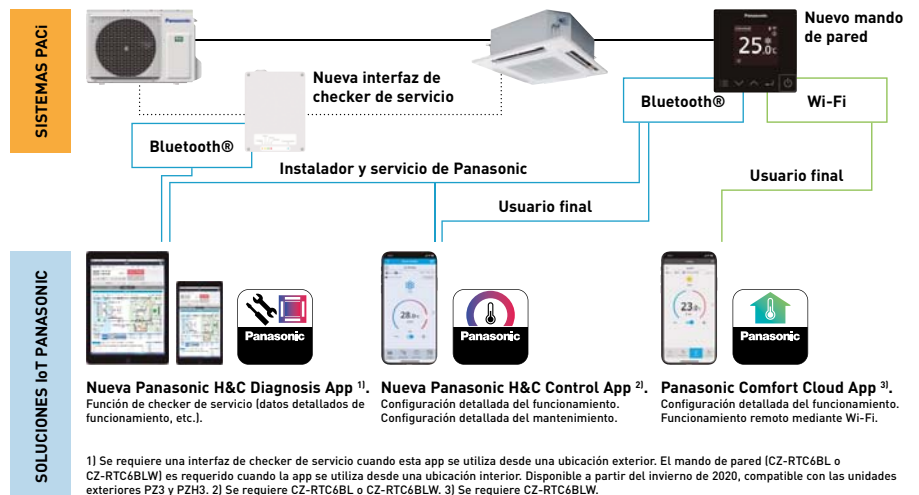 SISTEMAS PACi
Panasonic
Panasonic
25.0c
Nuevo mando
de pared
Nueva interfaz de
checker de servicio
Bluetooth®
Wi-Fi
Bluetooth®
Instalador y servicio de Panasonic
Usuario final
Usuario final
SOLUCIONES IoT PANASONIC
28.0
23.0
Panasonic
Panasonic
Panasonic
Nueva Panasonic H&C Diagnosis App 1).
Función de checker de servicio (datos detallados de
funcionamiento, etc.).
Nueva Panasonic H&C Control App 2).
Configuración detallada del funcionamiento.
Configuración detallada del mantenimiento.
Panasonic Comfort Cloud App 3).
Configuración detallada del funcionamiento.
Funcionamiento remoto mediante Wi-Fi.
1) Se requiere una interfaz de checker de servicio cuando esta app se utiliza desde una ubicación exterior. El mando de pared (CZ-RTC6BL o
CZ-RTC6BLW) es requerido cuando la app se utiliza desde una ubicación interior. Disponible a partir del invierno de 2020, compatible con las unidades
exteriores PZ3 y PZH3. 2) Se requiere CZ-RTC6BL o CZ-RTC6BLW. 3) Se requiere CZ-RTC6BLW.